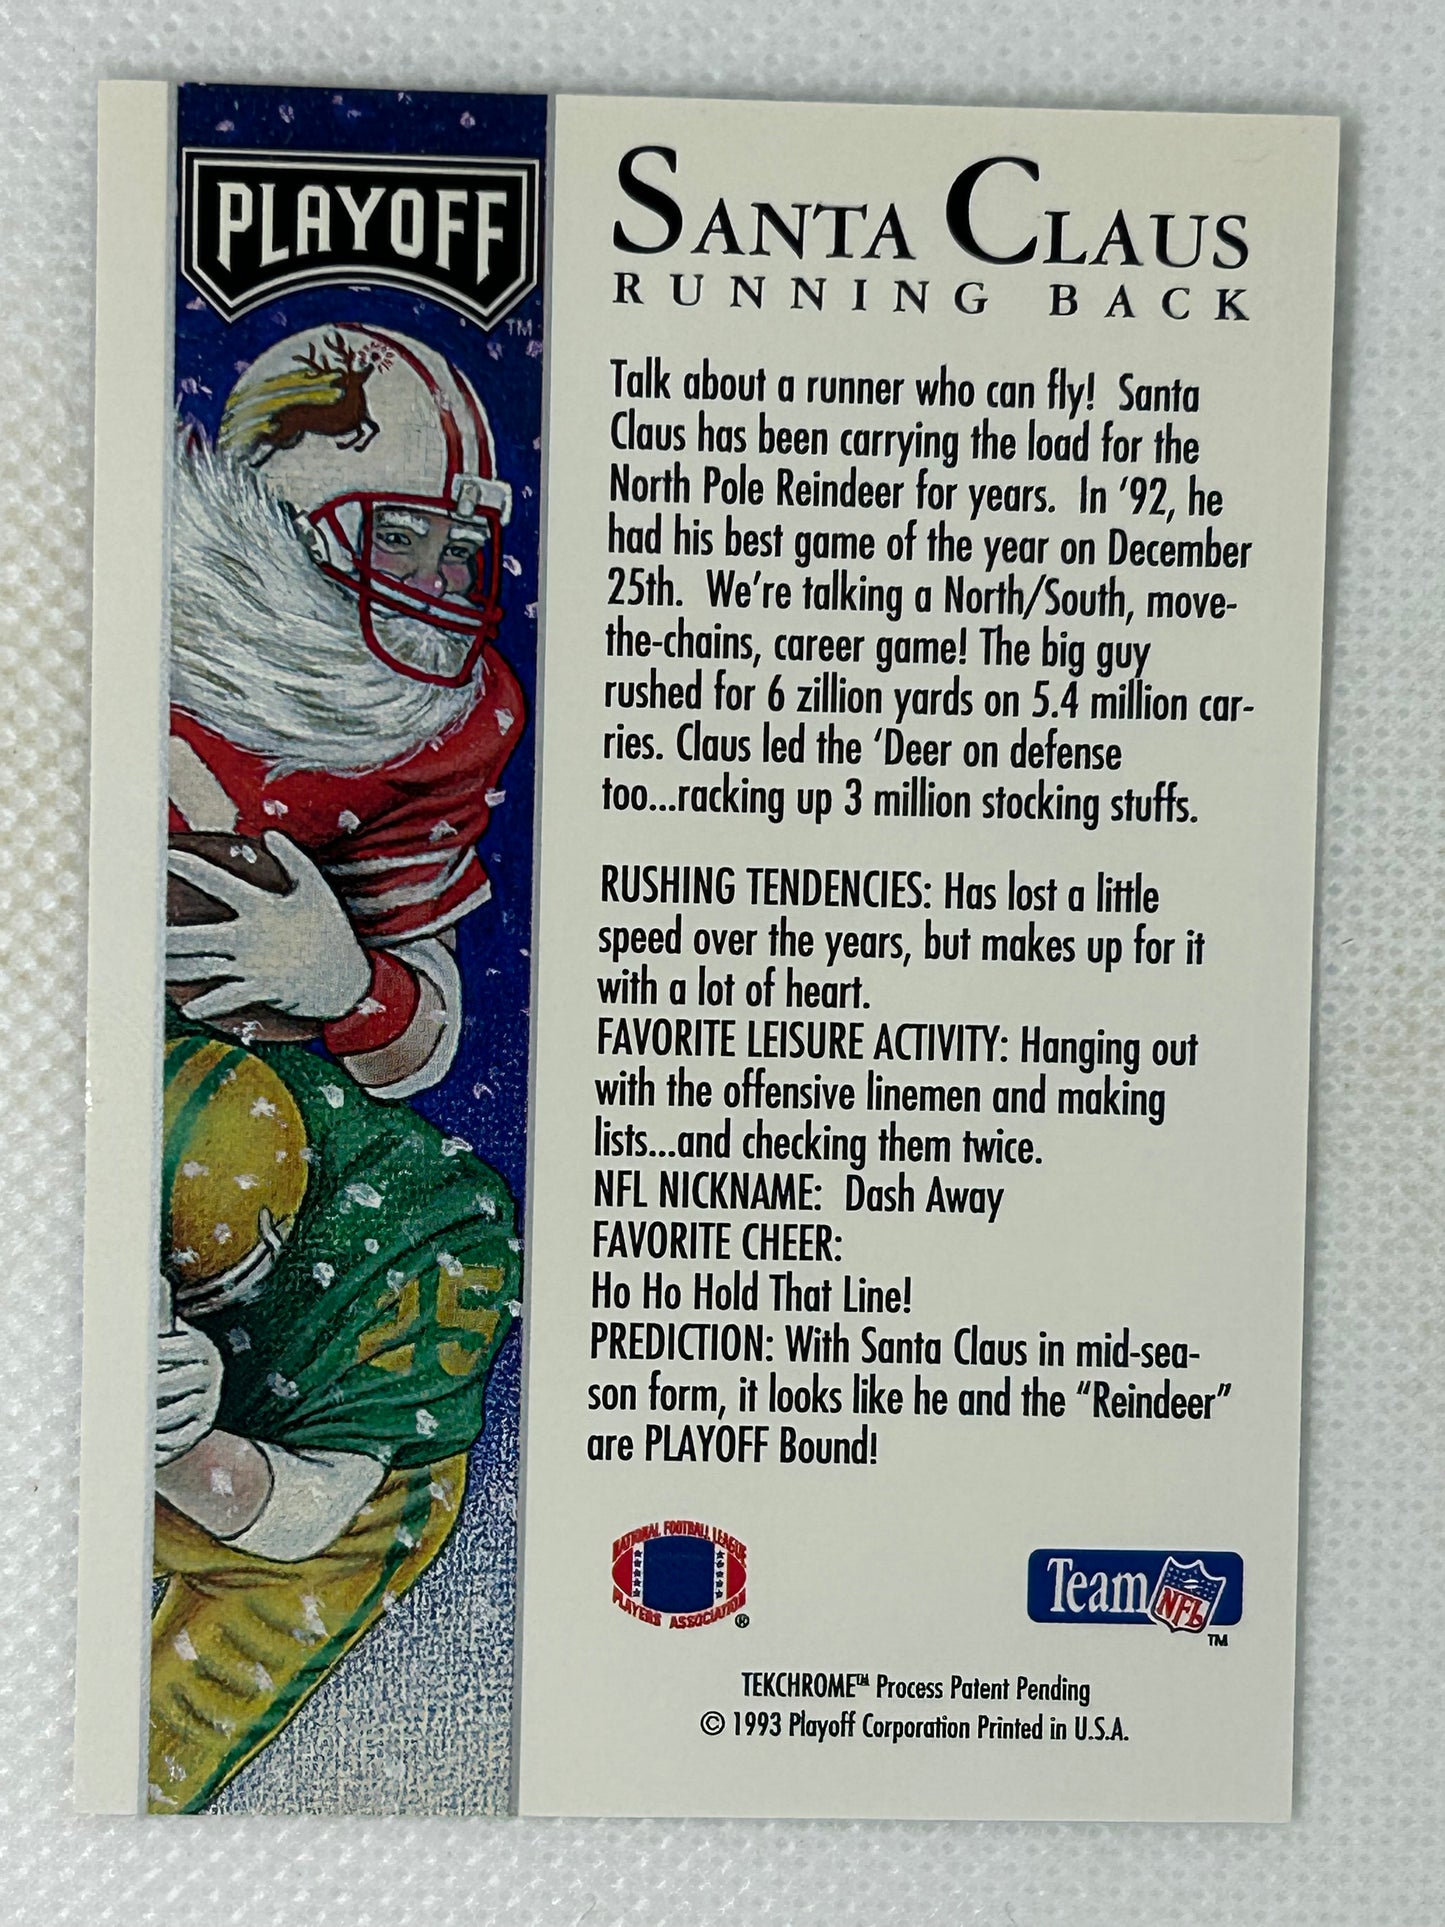 PLAYOFF
TM
SANTA CLAUS
RUNNING BACK
Talk about a runner who can fly! Santa
Claus has been carrying the load for the
North Pole Reindeer for years. In '92, he
had his best game of the year on December
25th. We're talking a North/South, move-
the-chains, career game! The big guy
rushed for 6 zillion yards on 5.4 million car-
ries. Claus led the 'Deer on defense
too...racking up 3 million stocking stuffs.
RUSHING TENDENCIES: Has lost a little
speed over the years, but makes up for it
with a lot of heart.
FAVORITE LEISURE ACTIVITY: Hanging out
with the offensive linemen and making
lists...and checking them twice.
NFL NICKNAME: Dash Away
FAVORITE CHEER:
Ho Ho Hold That Line!
PREDICTION: With Santa Claus in mid-sea-
son form, it looks like he and the "Reindeer"
are PLAYOFF Bound!
25
NATIONAL FOOTBALL LEAGUE
PLAYERS ASSOCIATION ®
Team NFL
TM
TEKCHROME™ Process Patent Pending
© 1993 Playoff Corporation Printed in U.S.A.